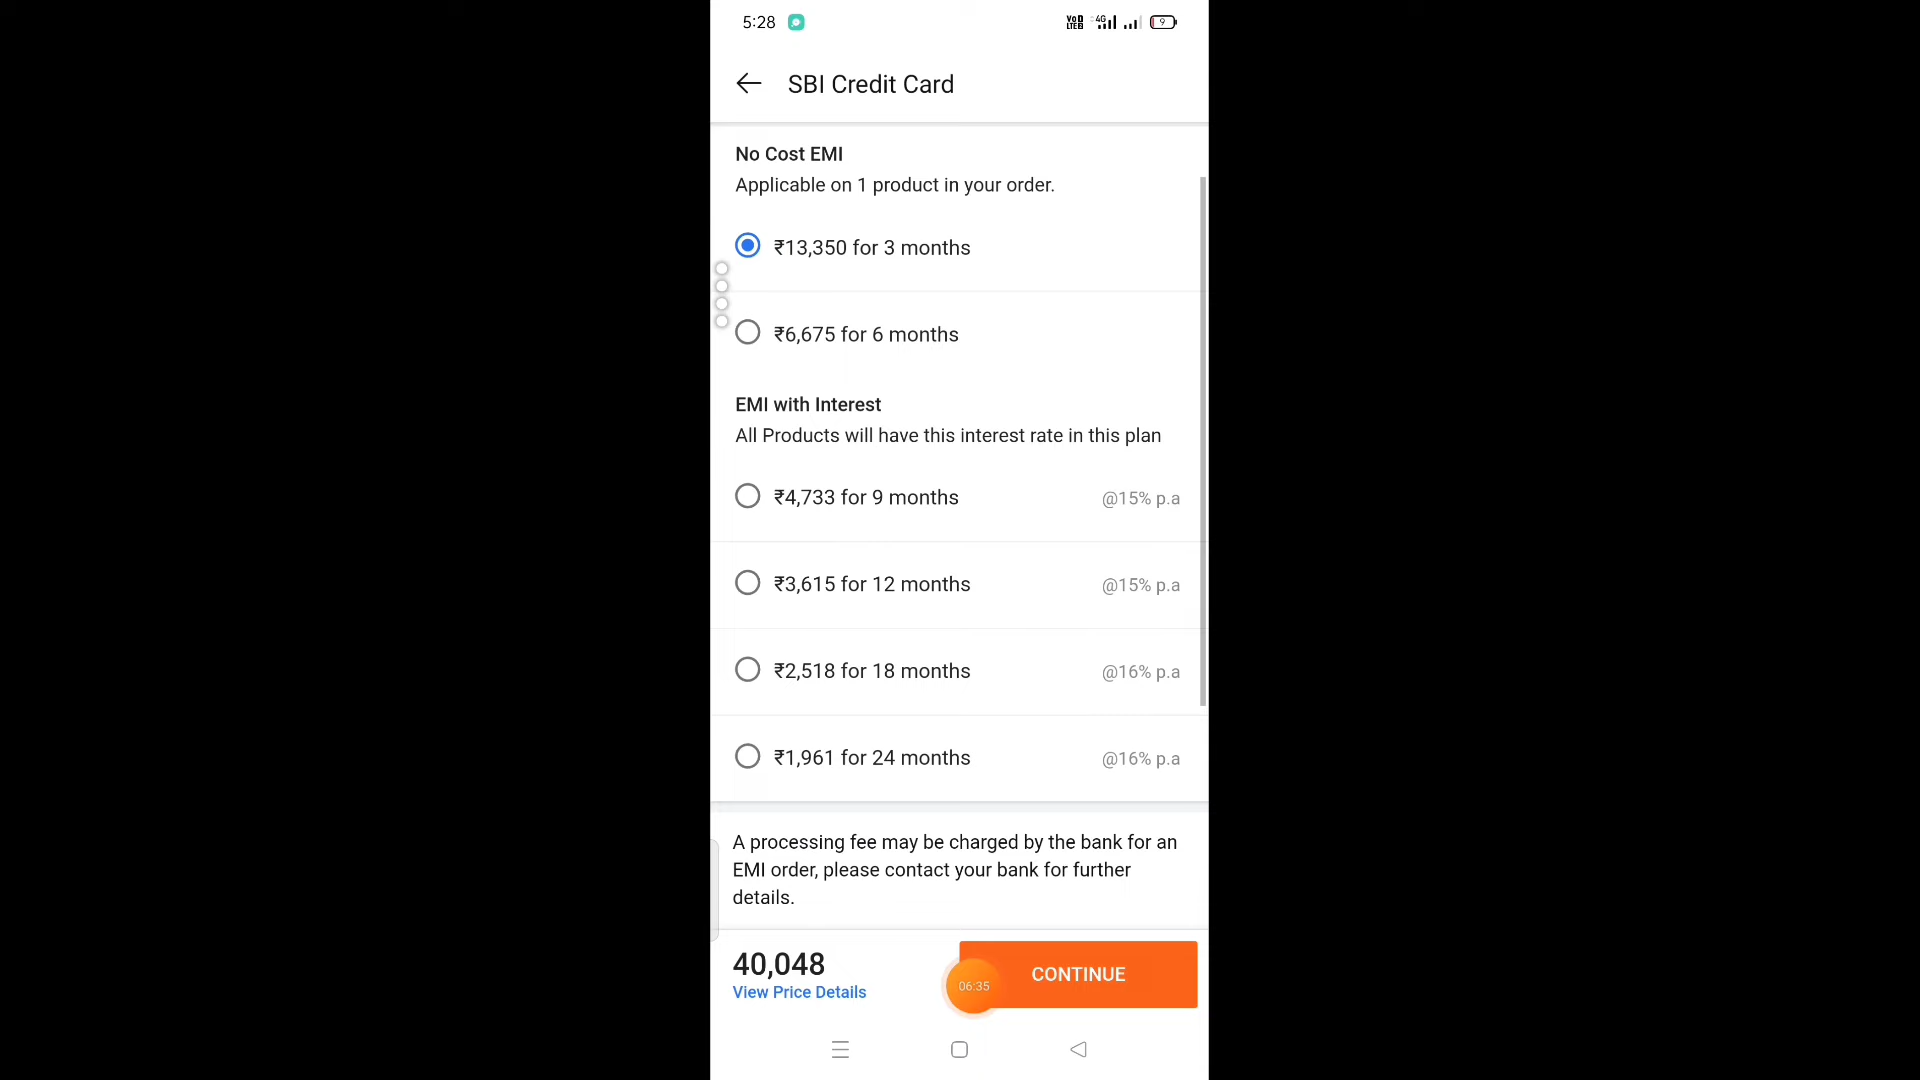 5:28
VoD LTE2 4G 9
SBI Credit Card
No Cost EMI
Applicable on 1 product in your order.
₹13,350 for 3 months
₹6,675 for 6 months
EMI with Interest
All Products will have this interest rate in this plan
₹4,733 for 9 months @15% p.a
₹3,615 for 12 months @15% p.a
₹2,518 for 18 months @16% p.a
₹1,961 for 24 months @16% p.a
A processing fee may be charged by the bank for an
EMI order, please contact your bank for further
details.
40,048
View Price Details
06:35
CONTINUE